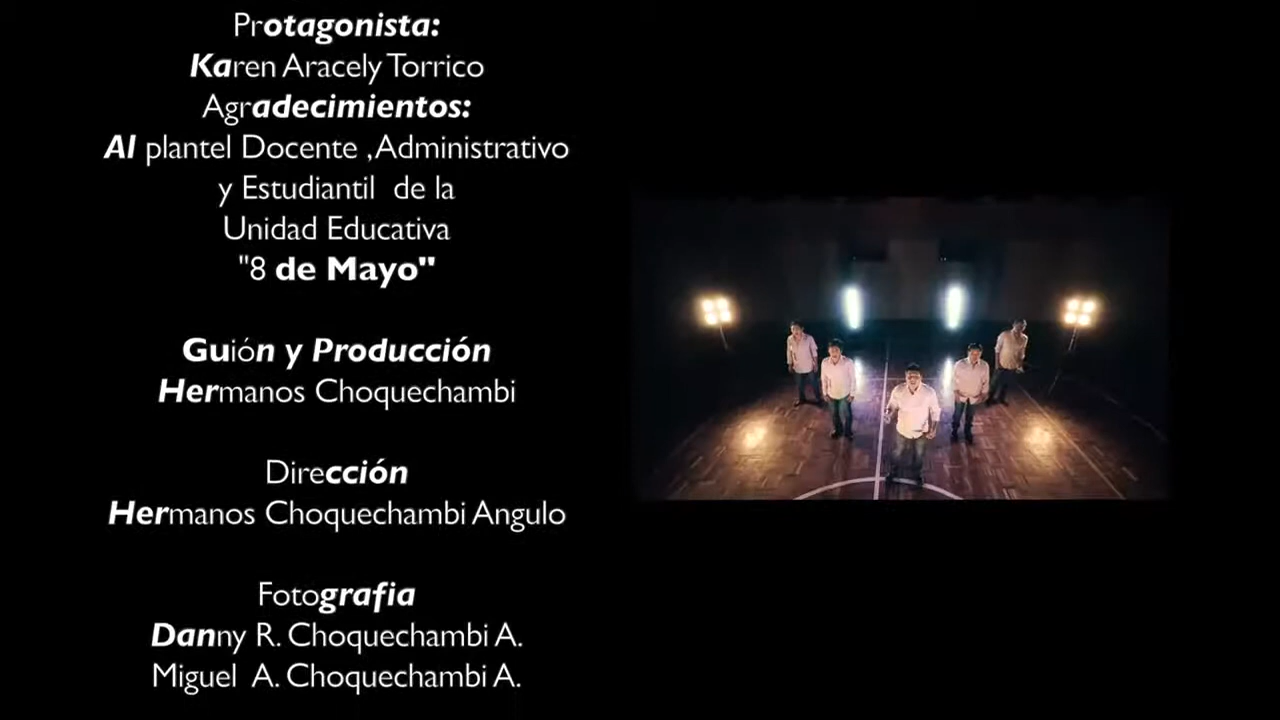 Protagonista:
Karen Aracely Torrico
Agradecimientos:
Al plantel Docente ,Administrativo
y Estudiantil de la
Unidad Educativa
"8 de Mayo"
Guión y Producción
Hermanos Choquechambi
Dirección
Hermanos Choquechambi Angulo
Fotografia
Danny R. Choquechambi A.
Miguel A. Choquechambi A.